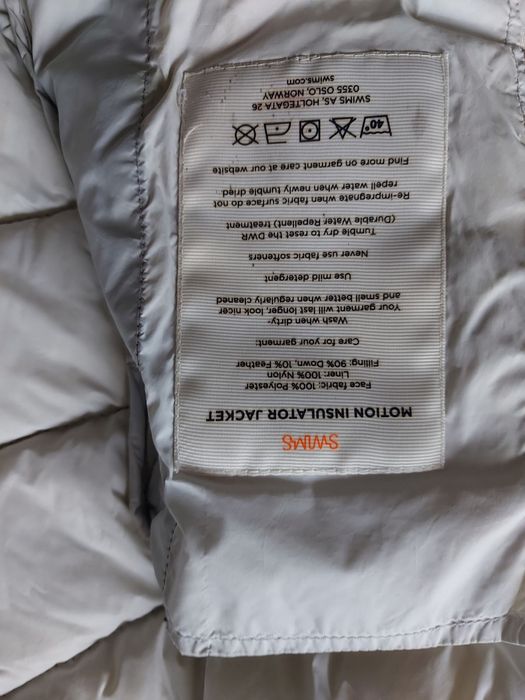 SWIMS
MOTION INSULATOR JACKET
Face fabric: 100% Polyester
Liner: 100% Nylon
Filling: 90% Down, 10% Feather
Care for your garment:
Wash when dirty-
Your garment will last longer, look nicer
and smell better when regularly cleaned
Use mild detergent
Never use fabric softeners
Tumble to dry to reset the DWR
(Durable Water Repellent) treatment
Re-impregnate when fabric surface do not
repell water when newly tumble dried
Find more on garment care at our website
40°
SWIMS AS, HOLTEGATA 26
0355 OSLO, NORWAY
swims.com